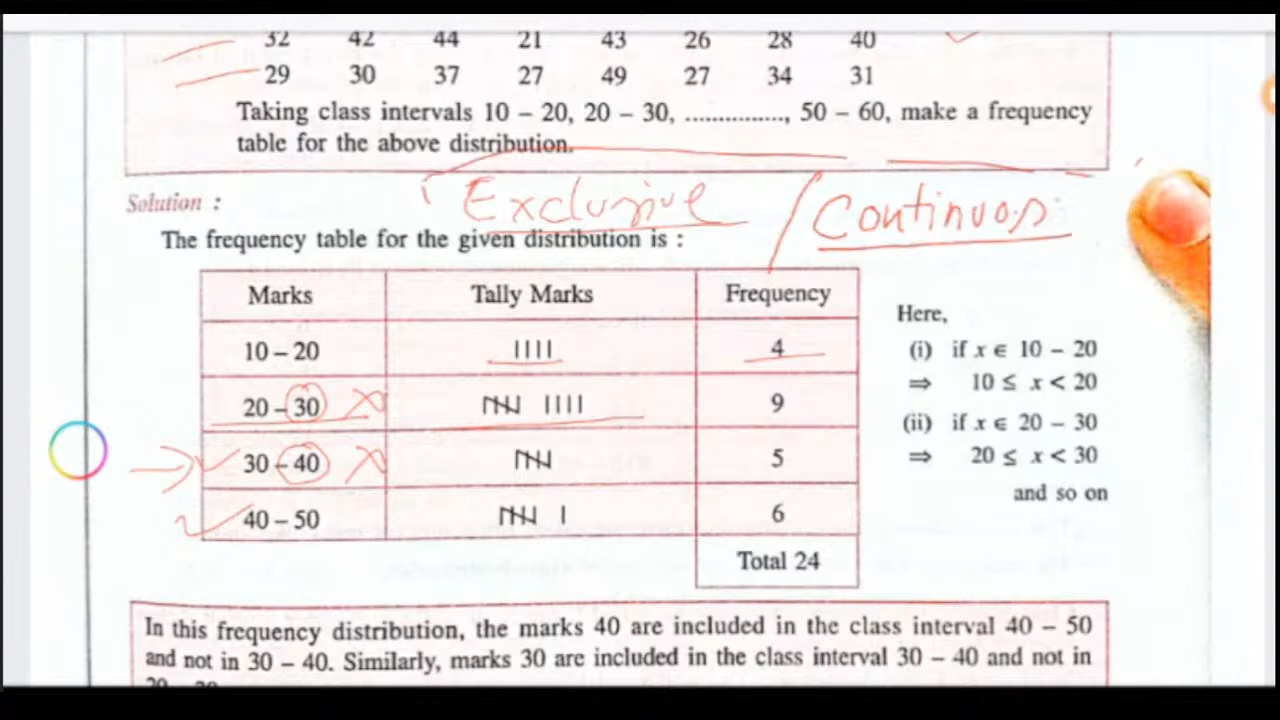 32 42 44 21 43 26 28 40
29 30 37 27 49 27 34 31
Taking class intervals 10 – 20, 20 – 30, ..............., 50 – 60, make a frequency
table for the above distribution.
Exclusive / Continuos
Solution :
The frequency table for the given distribution is :
Marks Tally Marks Frequency
10 – 20 |||| 4
20 – 30 𝍸 |||| 9
30 – 40 𝍸 5
40 – 50 𝍸 | 6
Total 24
Here,
(i) if x ∈ 10 – 20
⇒ 10 ≤ x < 20
(ii) if x ∈ 20 – 30
⇒ 20 ≤ x < 30
and so on
In this frequency distribution, the marks 40 are included in the class interval 40 – 50
and not in 30 – 40. Similarly, marks 30 are included in the class interval 30 – 40 and not in